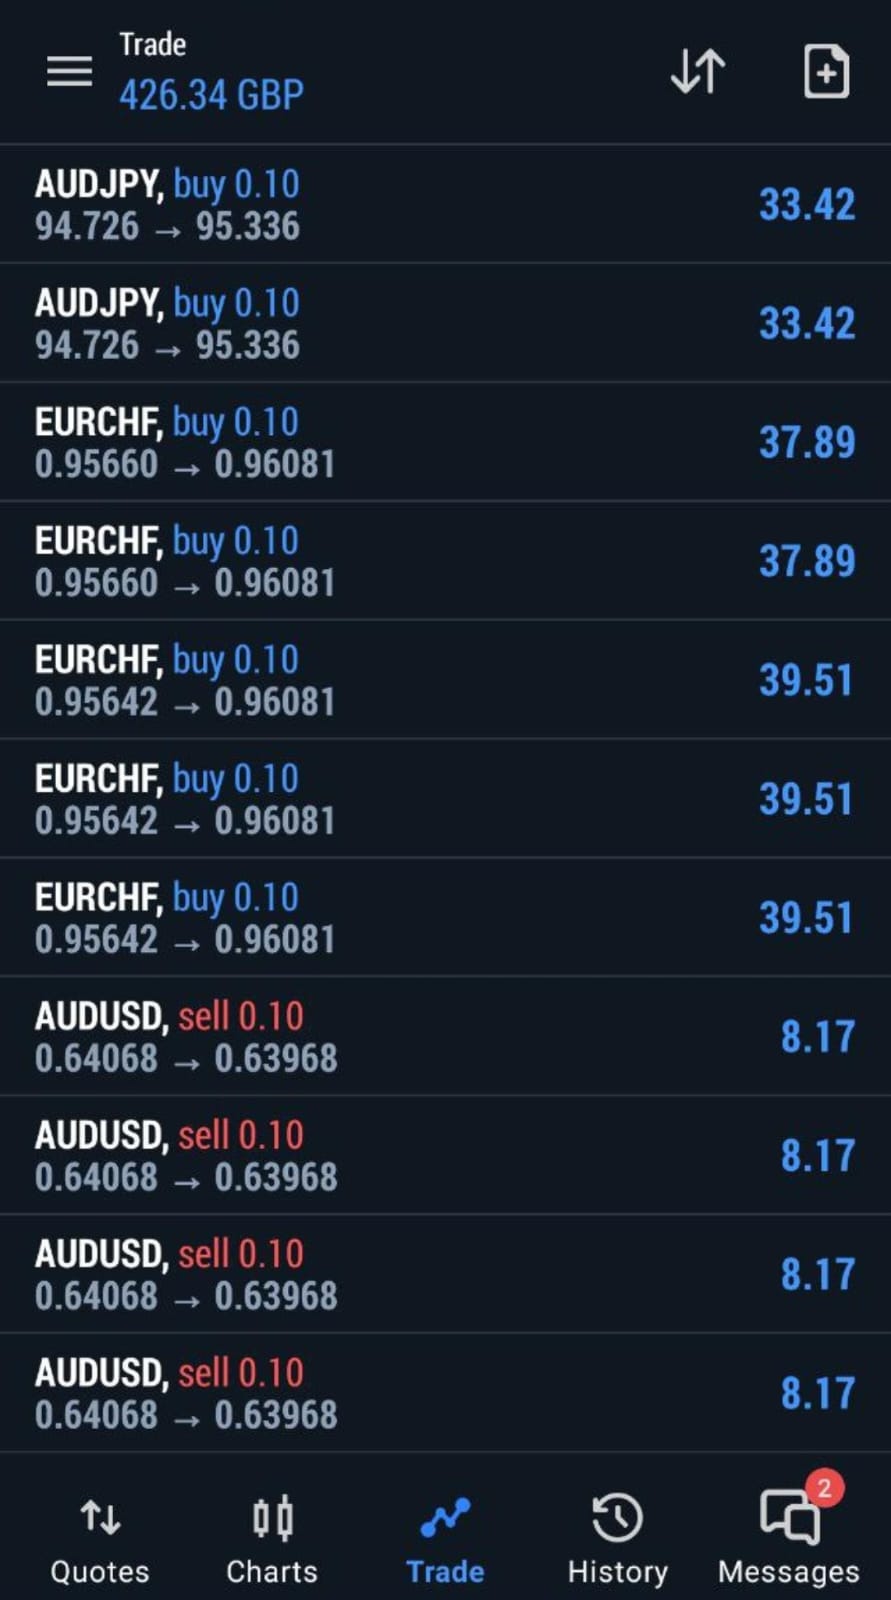 Trade
426.34 GBP
AUDJPY, buy 0.10
94.726 → 95.336
33.42
AUDJPY, buy 0.10
94.726 → 95.336
33.42
EURCHF, buy 0.10
0.95660 → 0.96081
37.89
EURCHF, buy 0.10
0.95660 → 0.96081
37.89
EURCHF, buy 0.10
0.95642 → 0.96081
39.51
EURCHF, buy 0.10
0.95642 → 0.96081
39.51
EURCHF, buy 0.10
0.95642 → 0.96081
39.51
AUDUSD, sell 0.10
0.64068 → 0.63968
8.17
AUDUSD, sell 0.10
0.64068 → 0.63968
8.17
AUDUSD, sell 0.10
0.64068 → 0.63968
8.17
AUDUSD, sell 0.10
0.64068 → 0.63968
8.17
2
Quotes
Charts
Trade
History
Messages